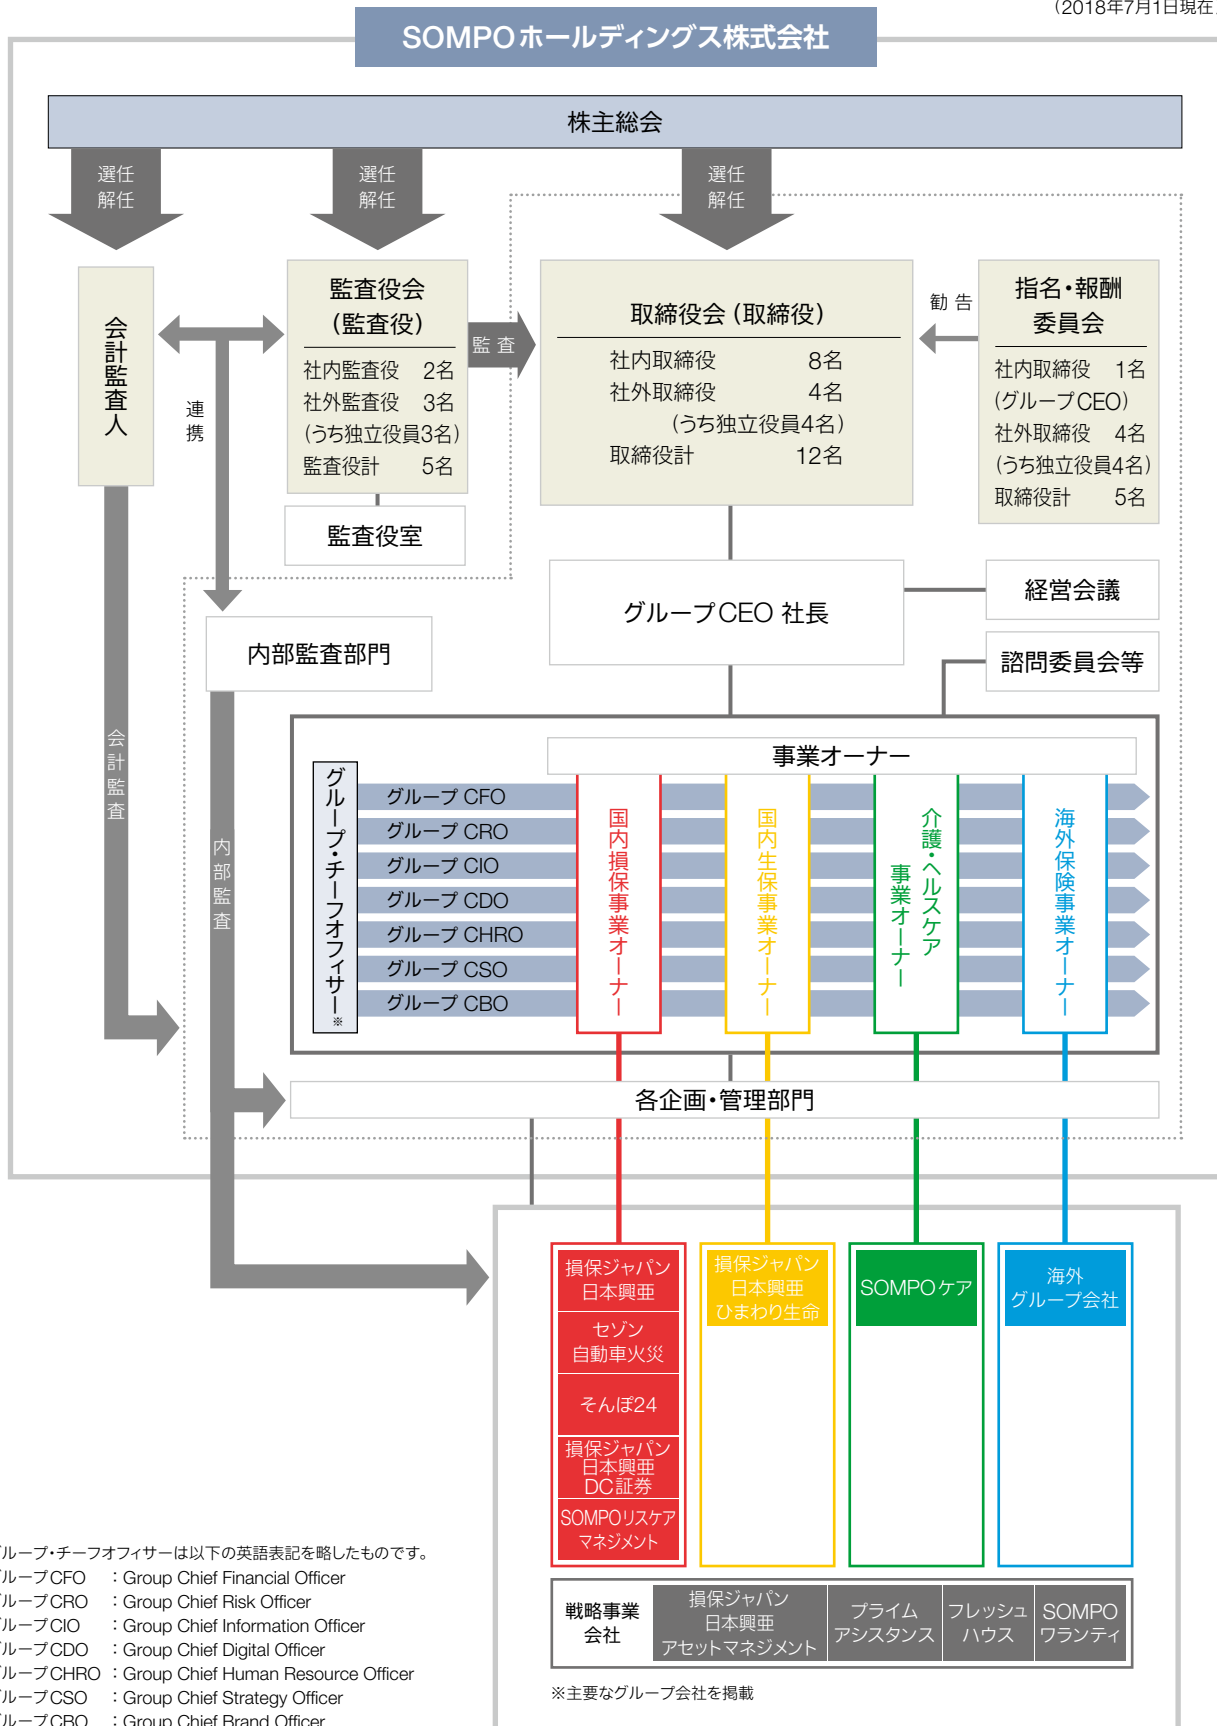 (2018年7月1日現在
SOMPOホールディングス株式会社
株主総会
選任
解任
選任
解任
選任
解任
会計監査人
連携
監査役会
(監査役)
社内監査役 2名
社外監査役 3名
(うち独立役員3名)
監査役計 5名
監査役室
監査
取締役会(取締役)
社内取締役 8名
社外取締役 4名
(うち独立役員4名)
取締役計 12名
勧告
指名・報酬
委員会
社内取締役 1名
(グループCEO)
社外取締役 4名
(うち独立役員4名)
取締役計 5名
グループCEO 社長
経営会議
諮問委員会等
内部監査部門
会計監査
内部監査
事業オーナー
グループ・チーフオフィサー※
グループ CFO
グループ CRO
グループ CIO
グループ CDO
グループ CHRO
グループ CSO
グループ CBO
国内損保事業オーナー
国内生保事業オーナー
介護・ヘルスケア
事業オーナー
海外保険事業オーナー
各企画・管理部門
損保ジャパン
日本興亜
セゾン
自動車火災
そんぽ24
損保ジャパン
日本興亜
DC証券
SOMPOリスケア
マネジメント
損保ジャパン
日本興亜
ひまわり生命
SOMPOケア
海外
グループ会社
戦略事業
会社
損保ジャパン
日本興亜
アセットマネジメント
プライム
アシスタンス
フレッシュ
ハウス
SOMPO
ワランティ
※主要なグループ会社を掲載
ループ・チーフオフィサーは以下の英語表記を略したものです。
ループCFO :Group Chief Financial Officer
ループCRO :Group Chief Risk Officer
ループCIO :Group Chief Information Officer
ループCDO :Group Chief Digital Officer
ループCHRO :Group Chief Human Resource Officer
ループCSO :Group Chief Strategy Officer
ループCBO :Group Chief Brand Officer